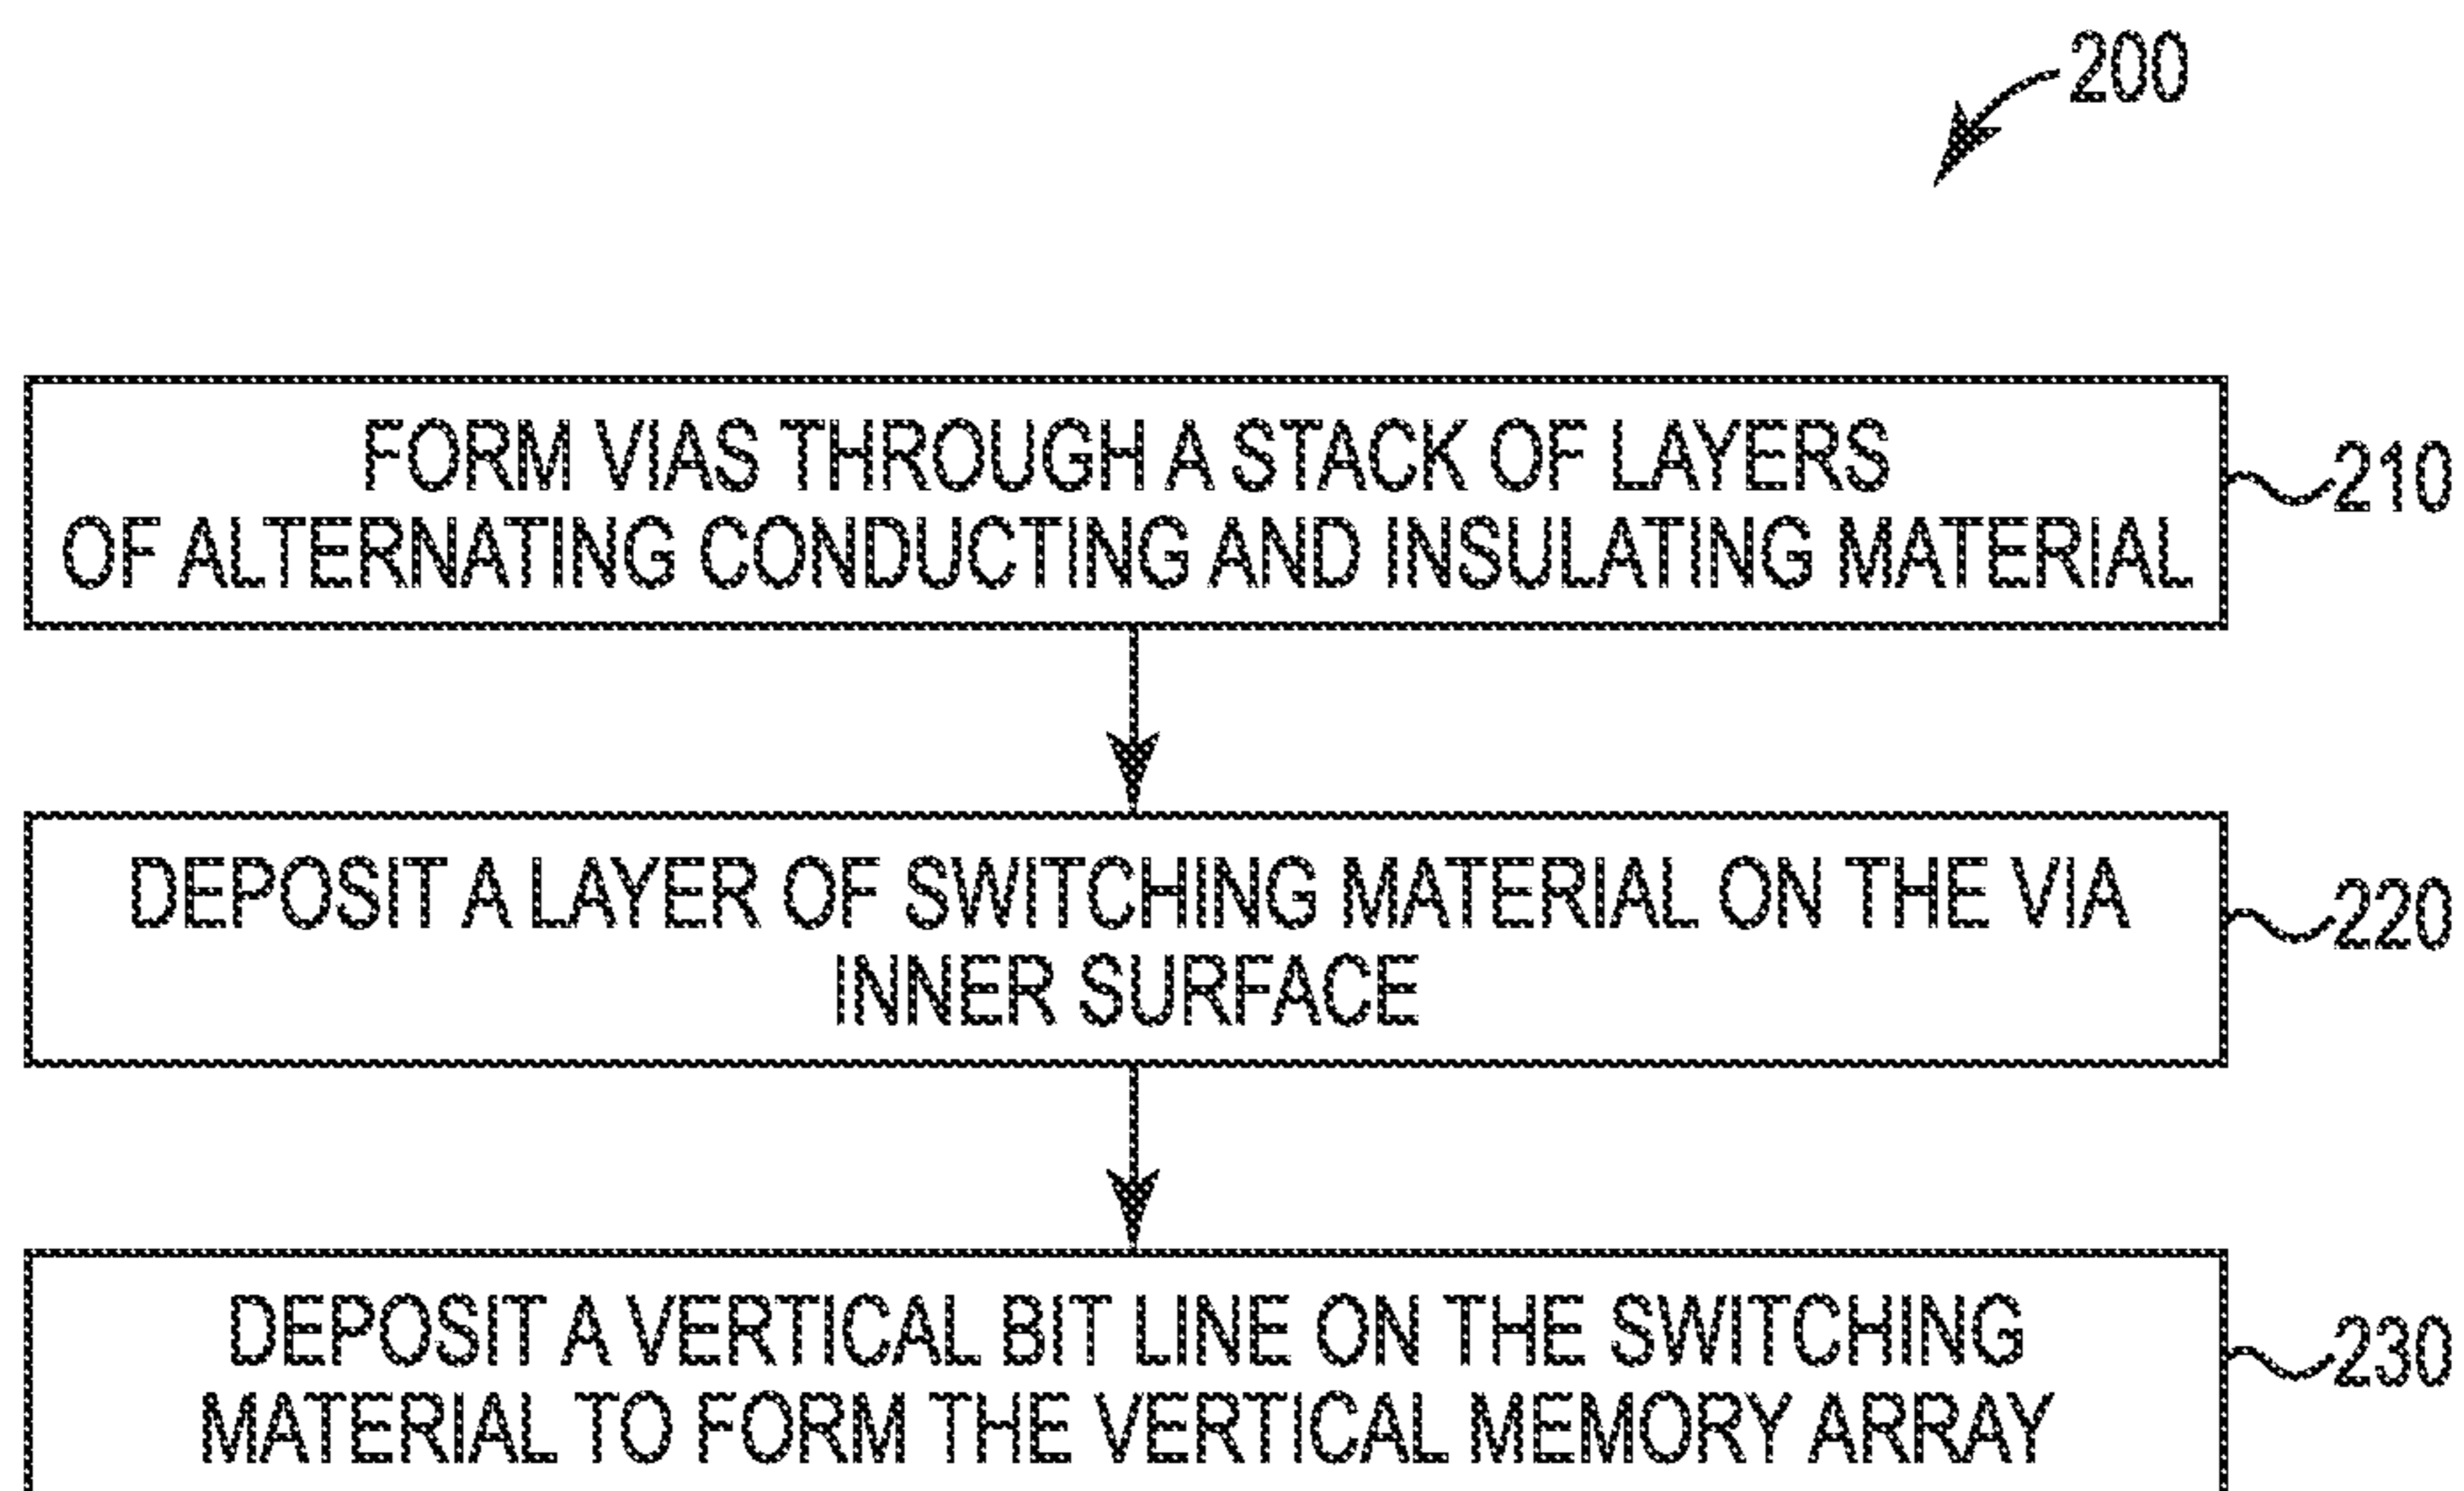 200
FORM VIAS THROUGH A STACK OF LAYERS
OF ALTERNATING CONDUCTING AND INSULATING MATERIAL
210
DEPOSIT A LAYER OF SWITCHING MATERIAL ON THE VIA
INNER SURFACE
220
DEPOSIT A VERTICAL BIT LINE ON THE SWITCHING
MATERIAL TO FORM THE VERTICAL MEMORY ARRAY
230